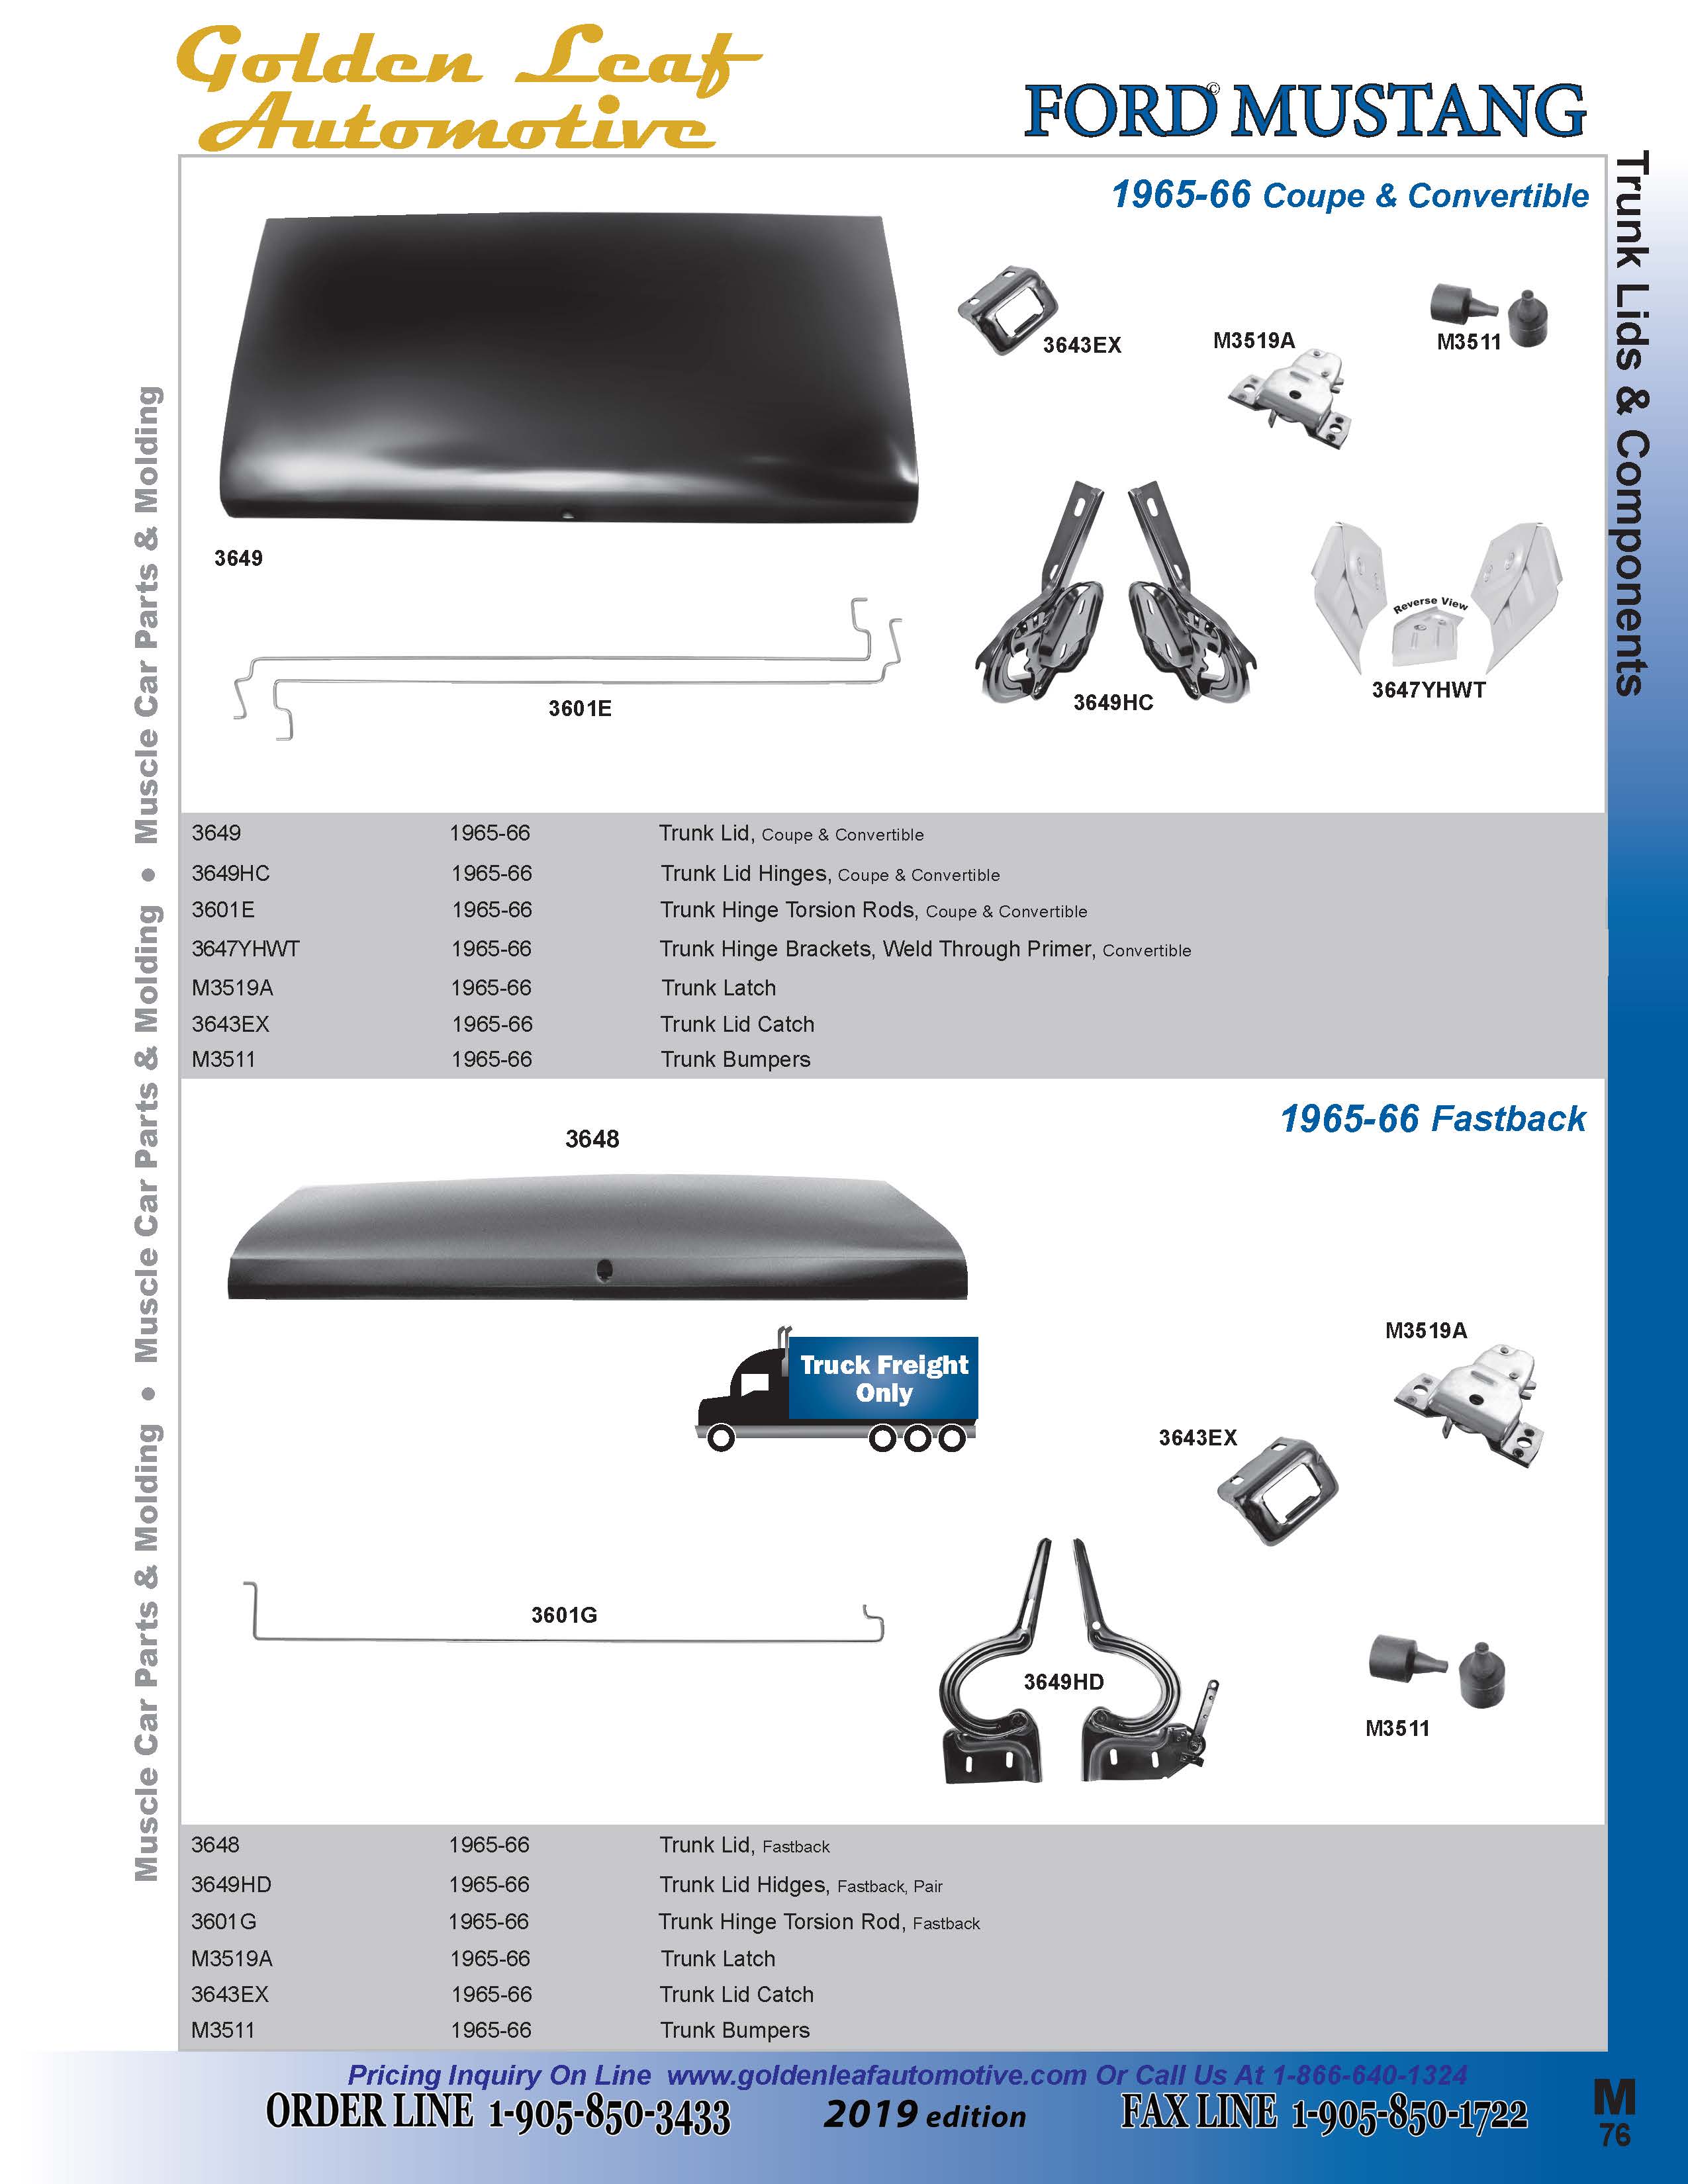 Golden Leaf
Automotive
FORD© MUSTANG
Trunk Lids & Components
Muscle Car Parts & Molding • Muscle Car Parts & Molding • Muscle Car Parts & Molding
1965-66 Coupe & Convertible
3643EX
M3519A
M3511
3649
3601E
3649HC
Reverse View
3647YHWT
3649 1965-66 Trunk Lid, Coupe & Convertible
3649HC 1965-66 Trunk Lid Hinges, Coupe & Convertible
3601E 1965-66 Trunk Hinge Torsion Rods, Coupe & Convertible
3647YHWT 1965-66 Trunk Hinge Brackets, Weld Through Primer, Convertible
M3519A 1965-66 Trunk Latch
3643EX 1965-66 Trunk Lid Catch
M3511 1965-66 Trunk Bumpers
1965-66 Fastback
3648
Truck Freight
Only
M3519A
3643EX
3601G
3649HD
M3511
3648 1965-66 Trunk Lid, Fastback
3649HD 1965-66 Trunk Lid Hidges, Fastback, Pair
3601G 1965-66 Trunk Hinge Torsion Rod, Fastback
M3519A 1965-66 Trunk Latch
3643EX 1965-66 Trunk Lid Catch
M3511 1965-66 Trunk Bumpers
Pricing Inquiry On Line www.goldenleafautomotive.com Or Call Us At 1-866-640-1324
ORDER LINE 1-905-850-3433 2019 edition FAX LINE 1-905-850-1722
M
76